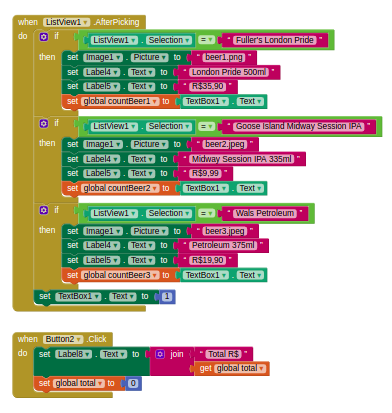 when ListView1 .AfterPicking
do if ListView1 . Selection = " Fuller's London Pride "
then set Image1 . Picture to " beer1.png "
set Label4 . Text to " London Pride 500ml "
set Label5 . Text to " R$35,90 "
set global countBeer1 to TextBox1 . Text
if ListView1 . Selection = " Goose Island Midway Session IPA "
then set Image1 . Picture to " beer2.jpeg "
set Label4 . Text to " Midway Session IPA 335ml "
set Label5 . Text to " R$9,99 "
set global countBeer2 to TextBox1 . Text
if ListView1 . Selection = " Wals Petroleum "
then set Image1 . Picture to " beer3.jpeg "
set Label4 . Text to " Petroleum 375ml "
set Label5 . Text to " R$19,90 "
set global countBeer3 to TextBox1 . Text
set TextBox1 . Text to 1
when Button2 .Click
do set Label8 . Text to join " Total R$ "
get global total
set global total to 0